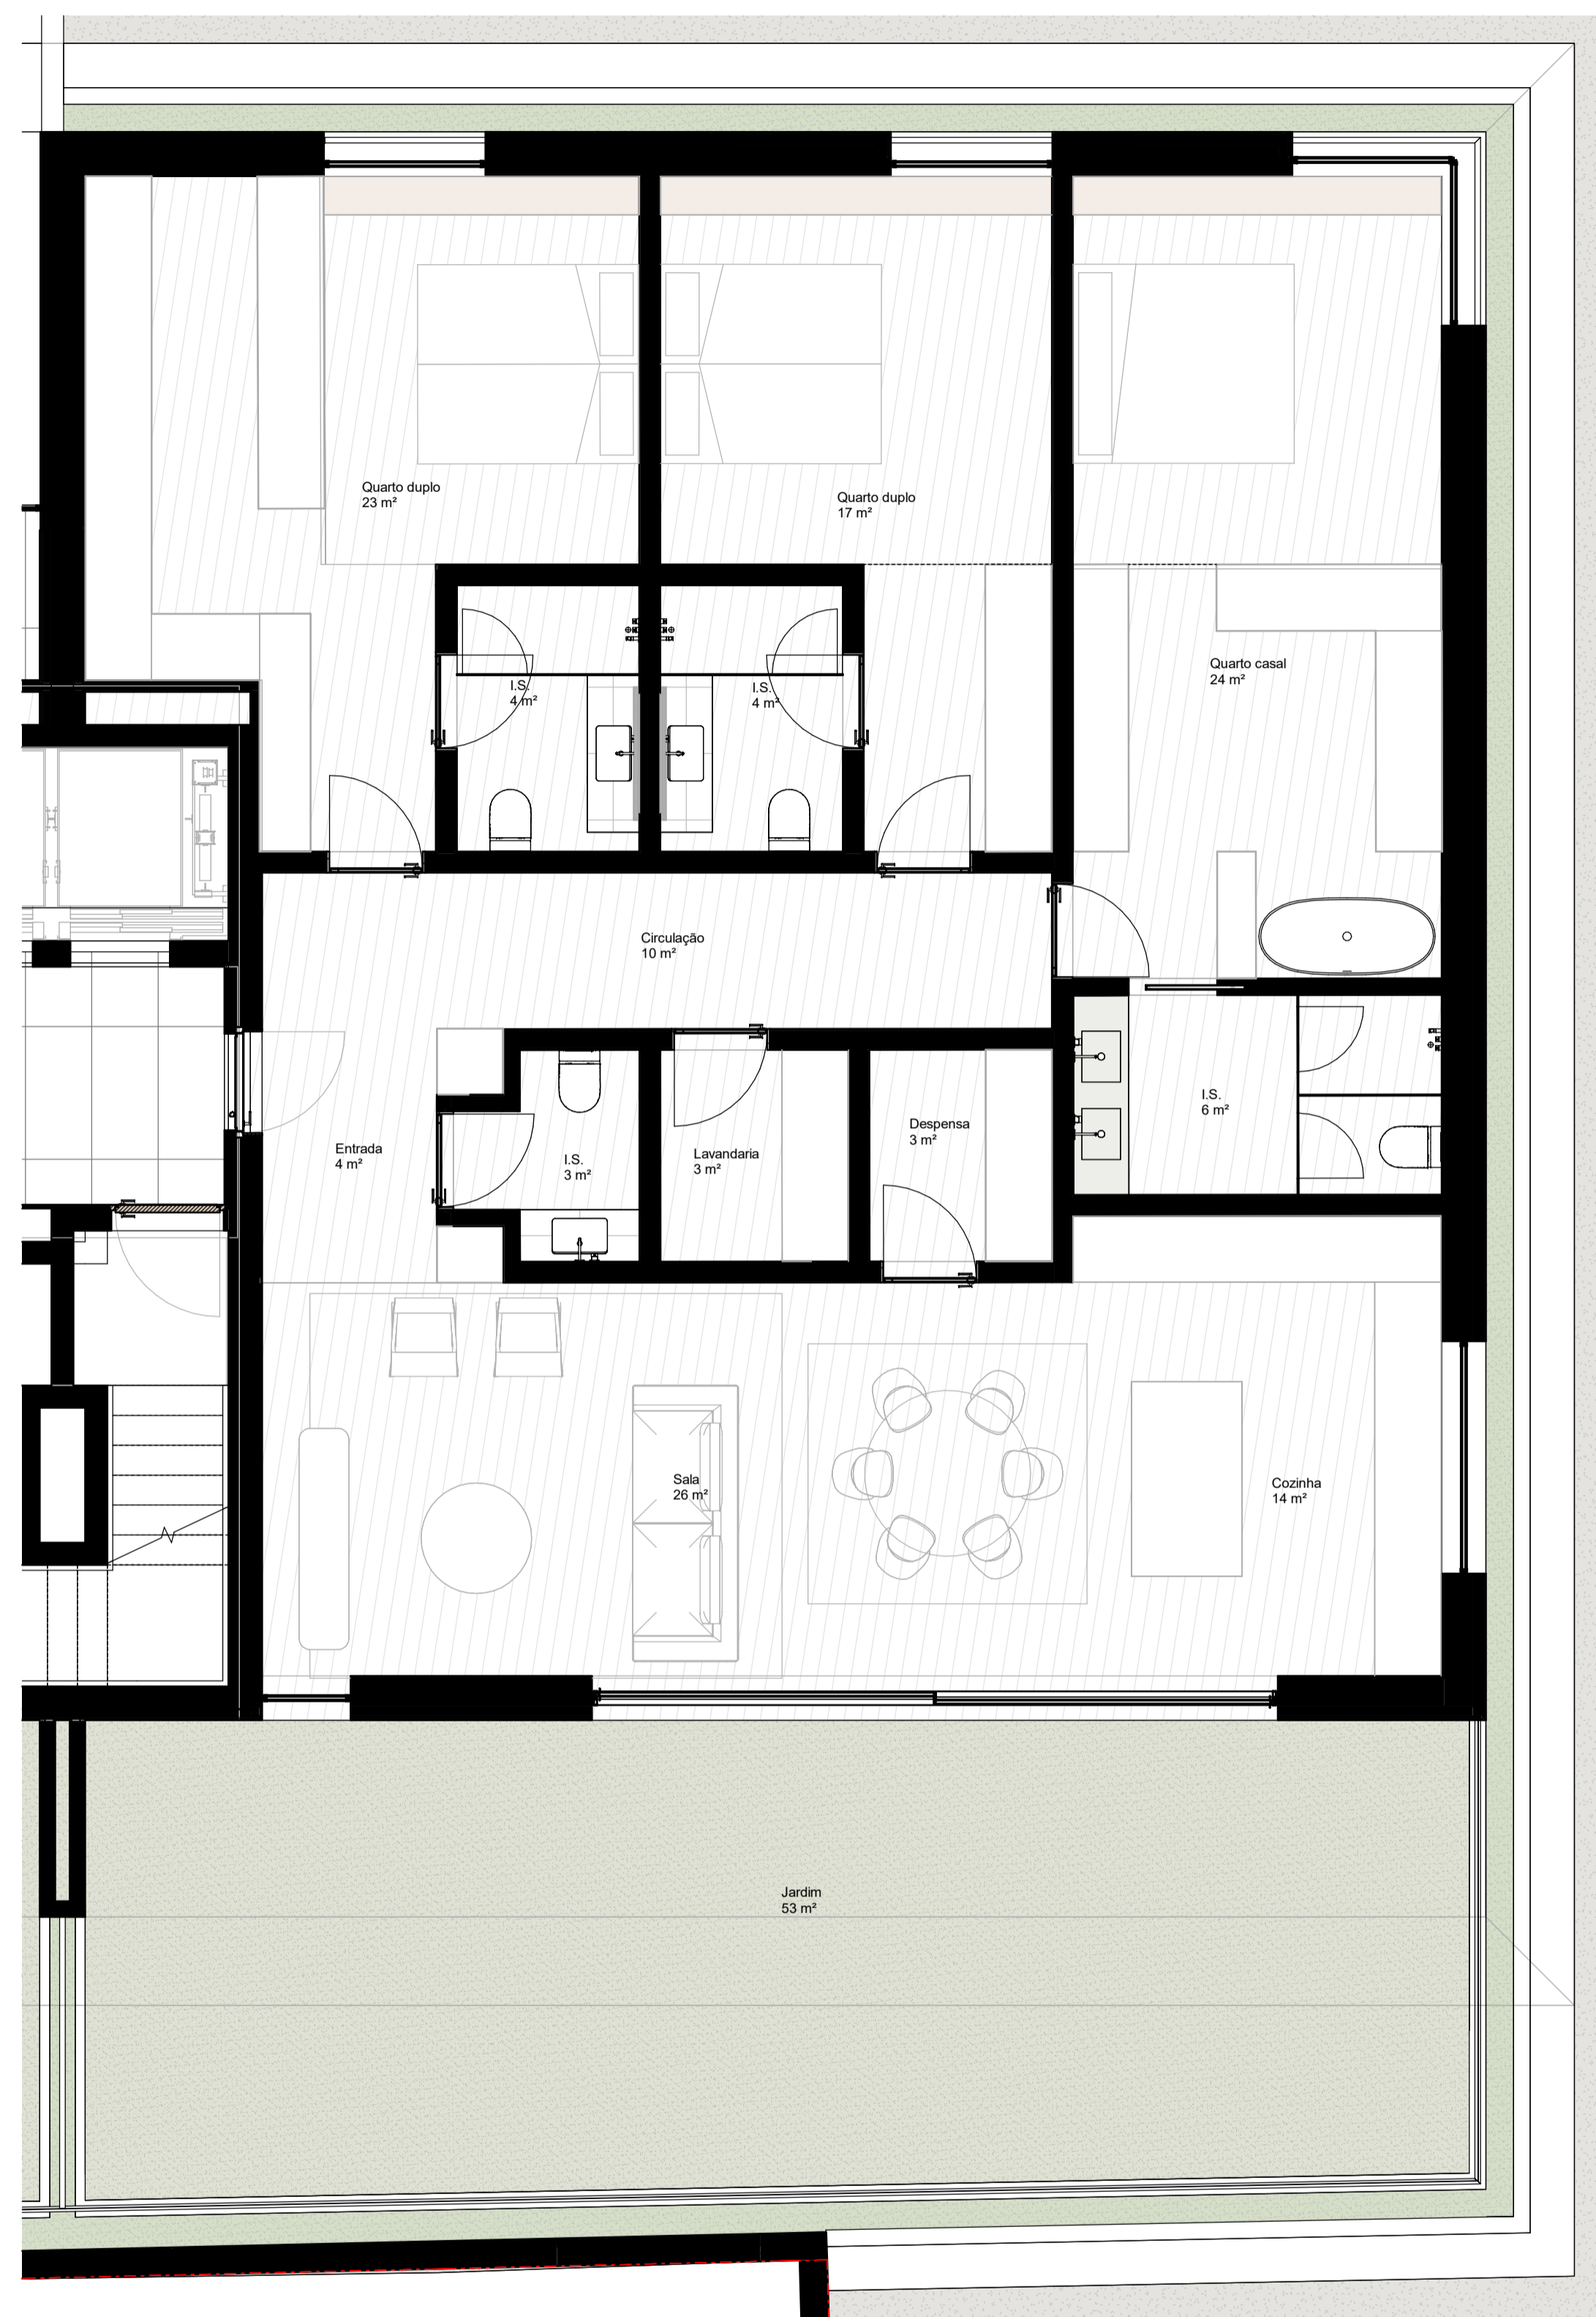 Quarto duplo
23 m²
Quarto duplo
17 m²
Quarto casal
24 m²
I.S.
4 m²
I.S.
4 m²
Circulação
10 m²
I.S.
6 m²
Despensa
3 m²
Entrada
4 m²
Lavandaria
3 m²
I.S.
3 m²
Sala
26 m²
Cozinha
14 m²
Jardim
53 m²